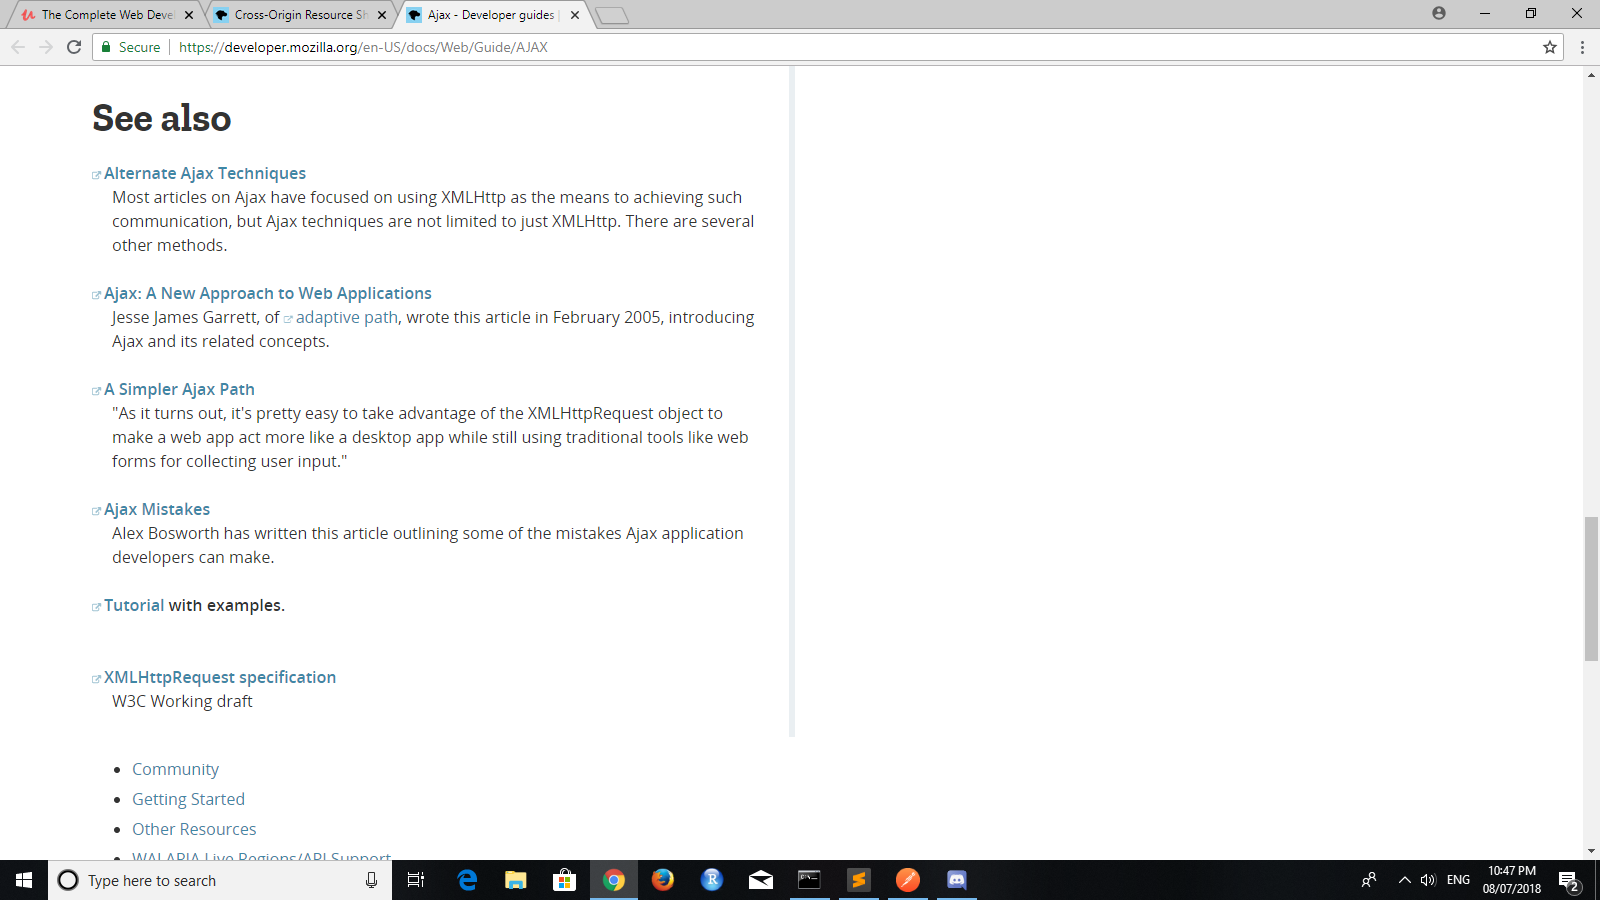 The Complete Web Deve
Cross-Origin Resource Sh
Ajax - Developer guides |
Secure
https://developer.mozilla.org/en-US/docs/Web/Guide/AJAX
See also
Alternate Ajax Techniques
Most articles on Ajax have focused on using XMLHttp as the means to achieving such
communication, but Ajax techniques are not limited to just XMLHttp. There are several
other methods.
Ajax: A New Approach to Web Applications
Jesse James Garrett, of adaptive path, wrote this article in February 2005, introducing
Ajax and its related concepts.
A Simpler Ajax Path
"As it turns out, it's pretty easy to take advantage of the XMLHttpRequest object to
make a web app act more like a desktop app while still using traditional tools like web
forms for collecting user input."
Ajax Mistakes
Alex Bosworth has written this article outlining some of the mistakes Ajax application
developers can make.
Tutorial with examples.
XMLHttpRequest specification
W3C Working draft
Community
Getting Started
Other Resources
WAI ARIA Live Regions/API Support
Type here to search
ENG
10:47 PM
08/07/2018
2